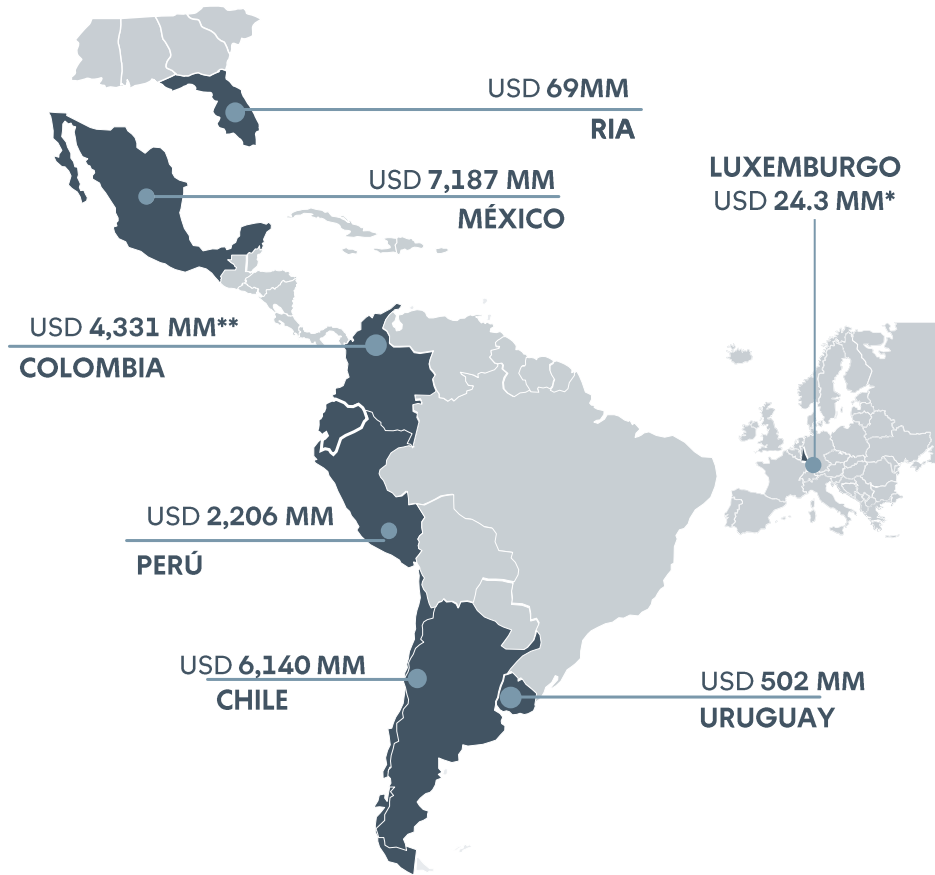 USD 69MM
RIA
USD 7,187 MM
MÉXICO
LUXEMBURGO
USD 24.3 MM*
USD 4,331 MM**
COLOMBIA
USD 2,206 MM
PERÚ
USD 6,140 MM
CHILE
USD 502 MM
URUGUAY